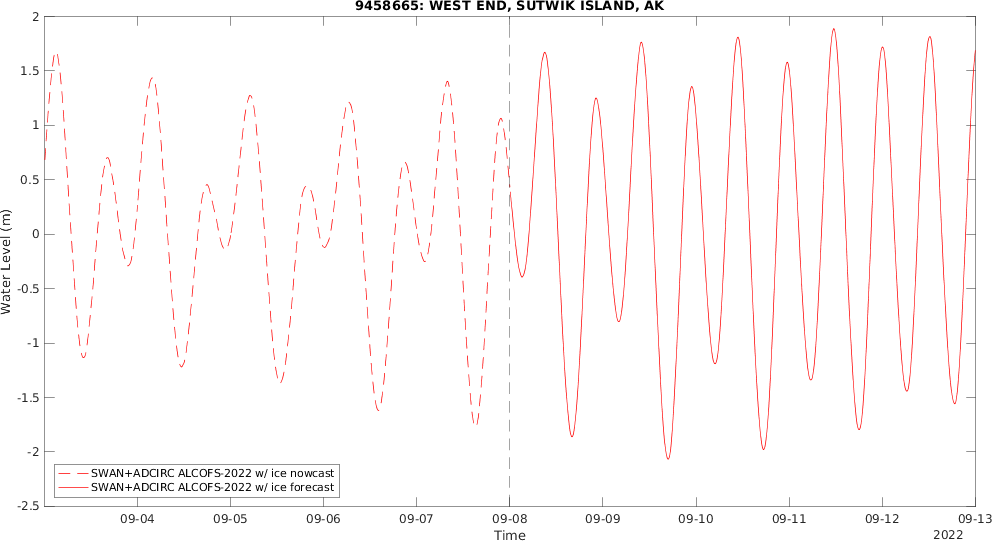 9458665: WEST END, SUTWIK ISLAND, AK
2
1.5
1
0.5
0
-0.5
-1
-1.5
-2
-2.5
Water Level (m)
SWAN+ADCIRC ALCOFS-2022 w/ ice nowcast
SWAN+ADCIRC ALCOFS-2022 w/ ice forecast
09-04 09-05 09-06 09-07 09-08 09-09 09-10 09-11 09-12 09-13
Time
2022